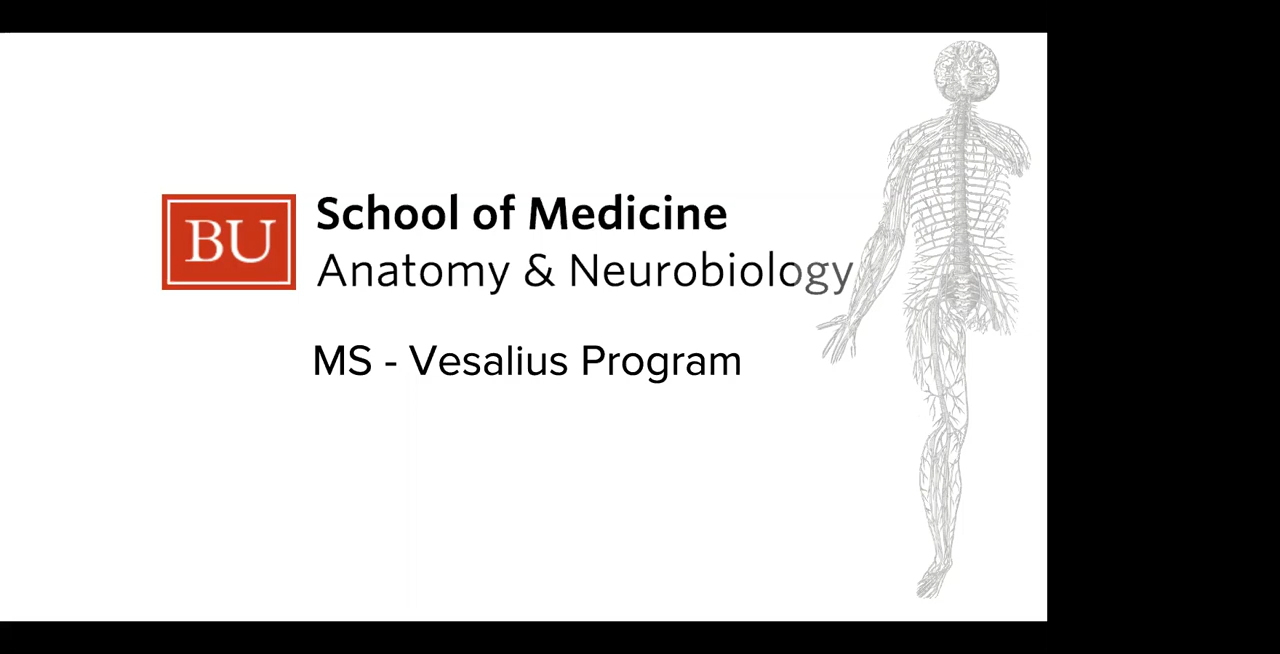 BU
School of Medicine
Anatomy & Neurobiology
MS - Vesalius Program